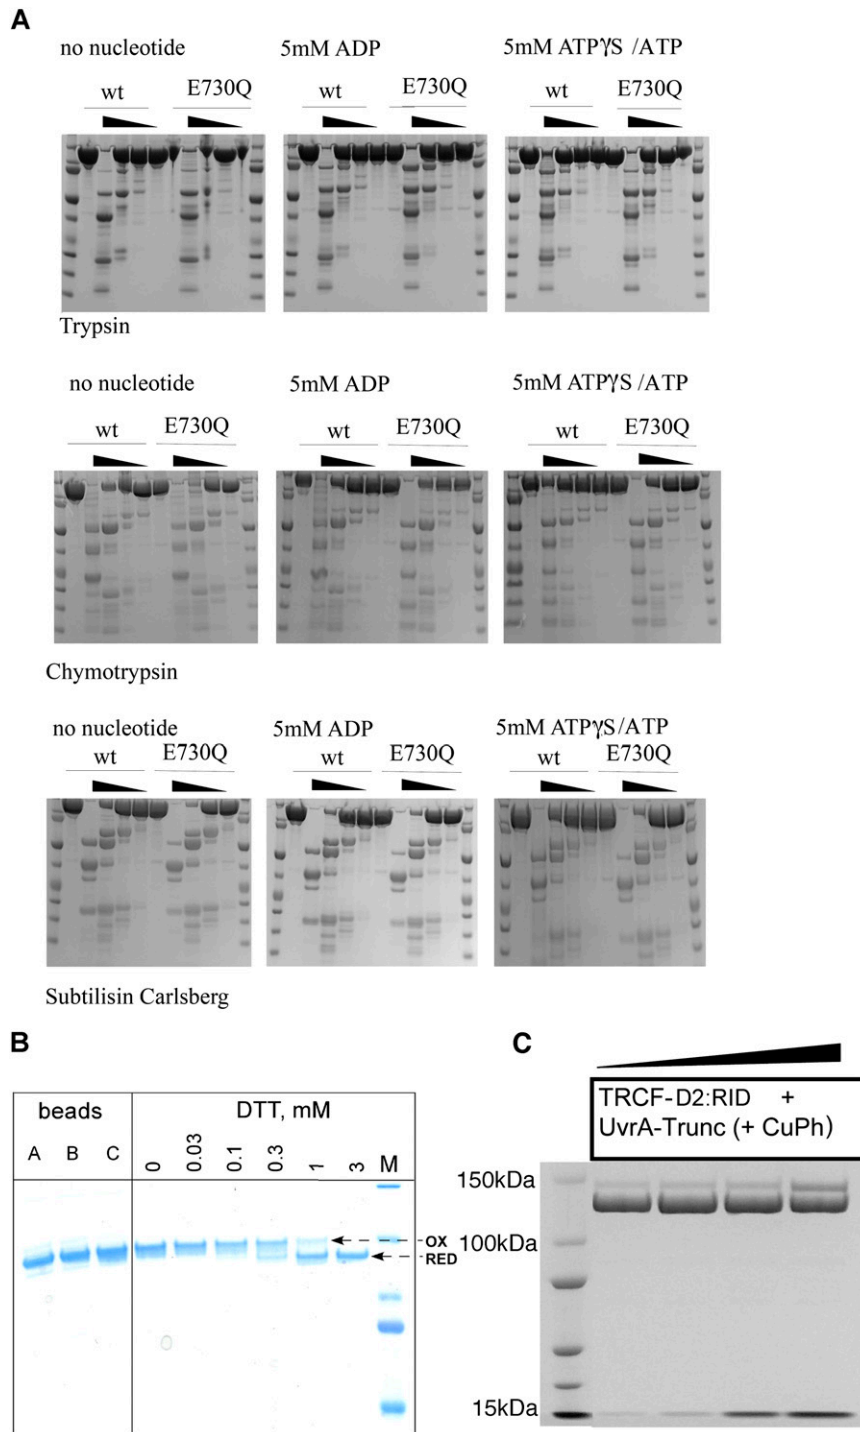 A
no nucleotide 5mM ADP 5mM ATPγS /ATP
wt E730Q wt E730Q wt E730Q
Trypsin
no nucleotide 5mM ADP 5mM ATPγS /ATP
wt E730Q wt E730Q wt E730Q
Chymotrypsin
no nucleotide 5mM ADP 5mM ATPγS/ATP
wt E730Q wt E730Q wt E730Q
Subtilisin Carlsberg
B
beads DTT, mM
A B C 0 0.03 0.1 0.3 1 3 M
OX
RED
C
TRCF-D2:RID +
UvrA-Trunc (+ CuPh)
150kDa
100kDa
15kDa